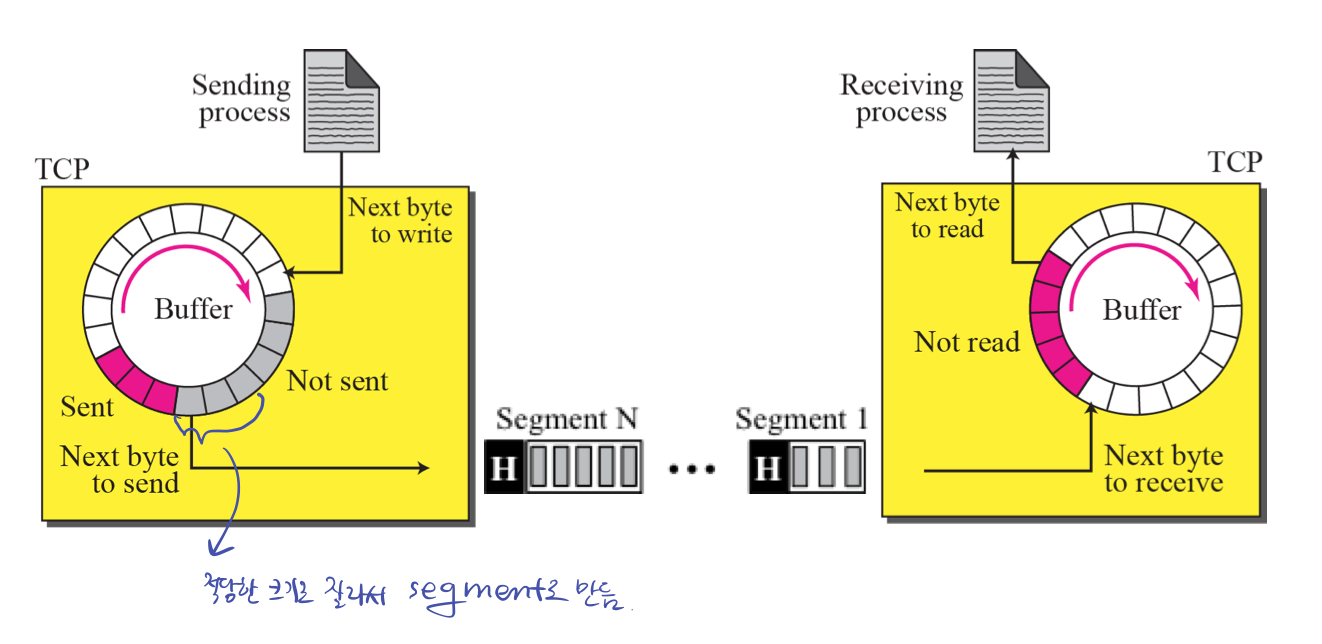 Sending
process
Receiving
process
TCP
TCP
Next byte
to write
Next byte
to read
Buffer
Buffer
Not sent
Not read
Sent
Segment N
Segment 1
H
H
Next byte
to send
Next byte
to receive
적당한 크기로 잘라서 segment로 만듦.